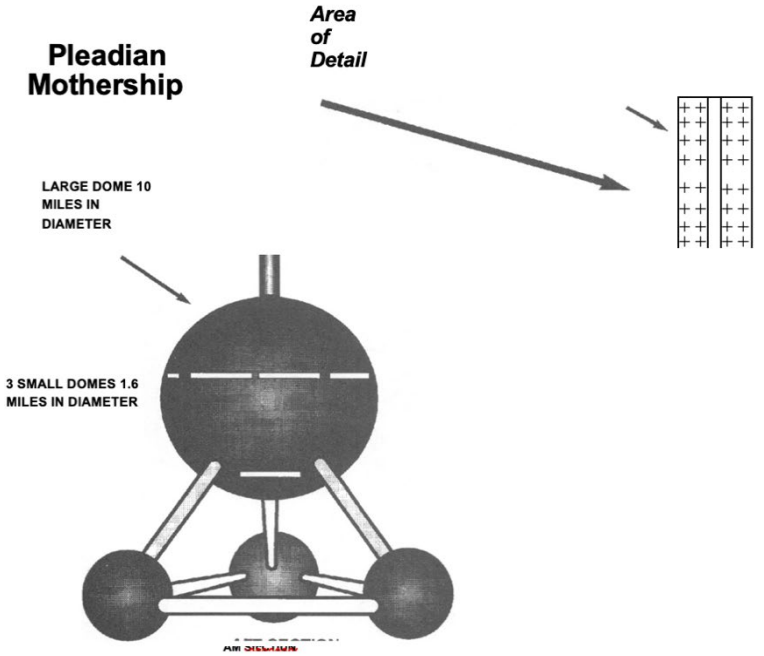 Area
of
Detail
Pleadian
Mothership
LARGE DOME 10
MILES IN
DIAMETER
3 SMALL DOMES 1.6
MILES IN DIAMETER